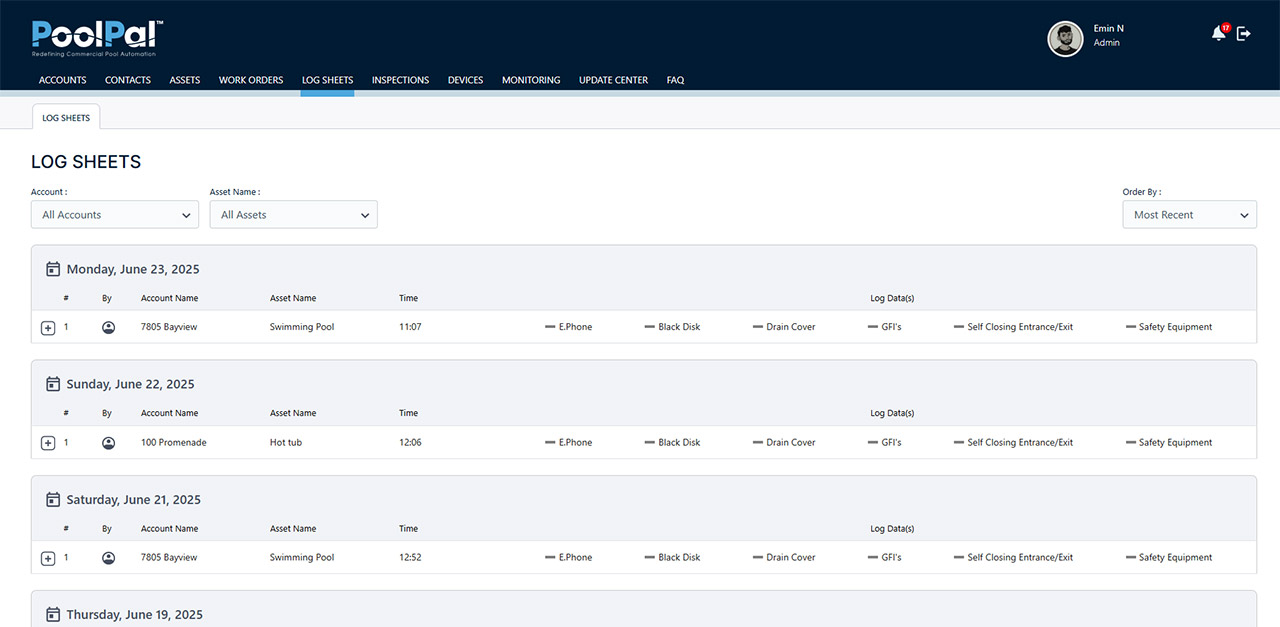 PoolPal™
Redefining Commercial Pool Automation
Emin N
Admin
17
ACCOUNTS CONTACTS ASSETS WORK ORDERS LOG SHEETS INSPECTIONS DEVICES MONITORING UPDATE CENTER FAQ
LOG SHEETS
LOG SHEETS
Account : Asset Name : Order By :
All Accounts All Assets Most Recent
Monday, June 23, 2025
# By Account Name Asset Name Time Log Data(s)
1 7805 Bayview Swimming Pool 11:07 E.Phone Black Disk Drain Cover GFI's Self Closing Entrance/Exit Safety Equipment
Sunday, June 22, 2025
# By Account Name Asset Name Time Log Data(s)
1 100 Promenade Hot tub 12:06 E.Phone Black Disk Drain Cover GFI's Self Closing Entrance/Exit Safety Equipment
Saturday, June 21, 2025
# By Account Name Asset Name Time Log Data(s)
1 7805 Bayview Swimming Pool 12:52 E.Phone Black Disk Drain Cover GFI's Self Closing Entrance/Exit Safety Equipment
Thursday, June 19, 2025